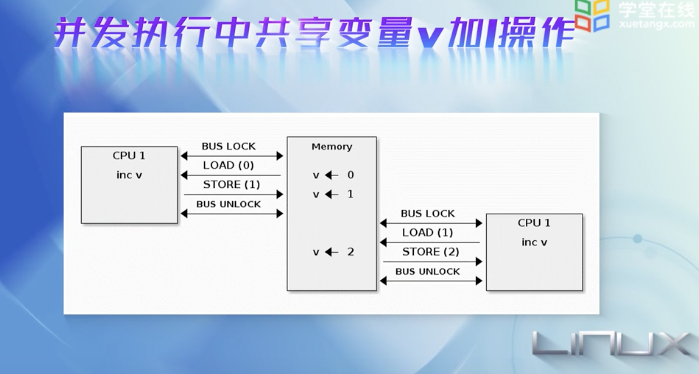 并发执行中共享变量v加1操作
学堂在线
xuetangx.com
CPU 1
inc v
BUS LOCK
LOAD (0)
STORE (1)
BUS UNLOCK
Memory
v ← 0
v ← 1
v ← 2
BUS LOCK
LOAD (1)
STORE (2)
BUS UNLOCK
CPU 1
inc v
LINUX